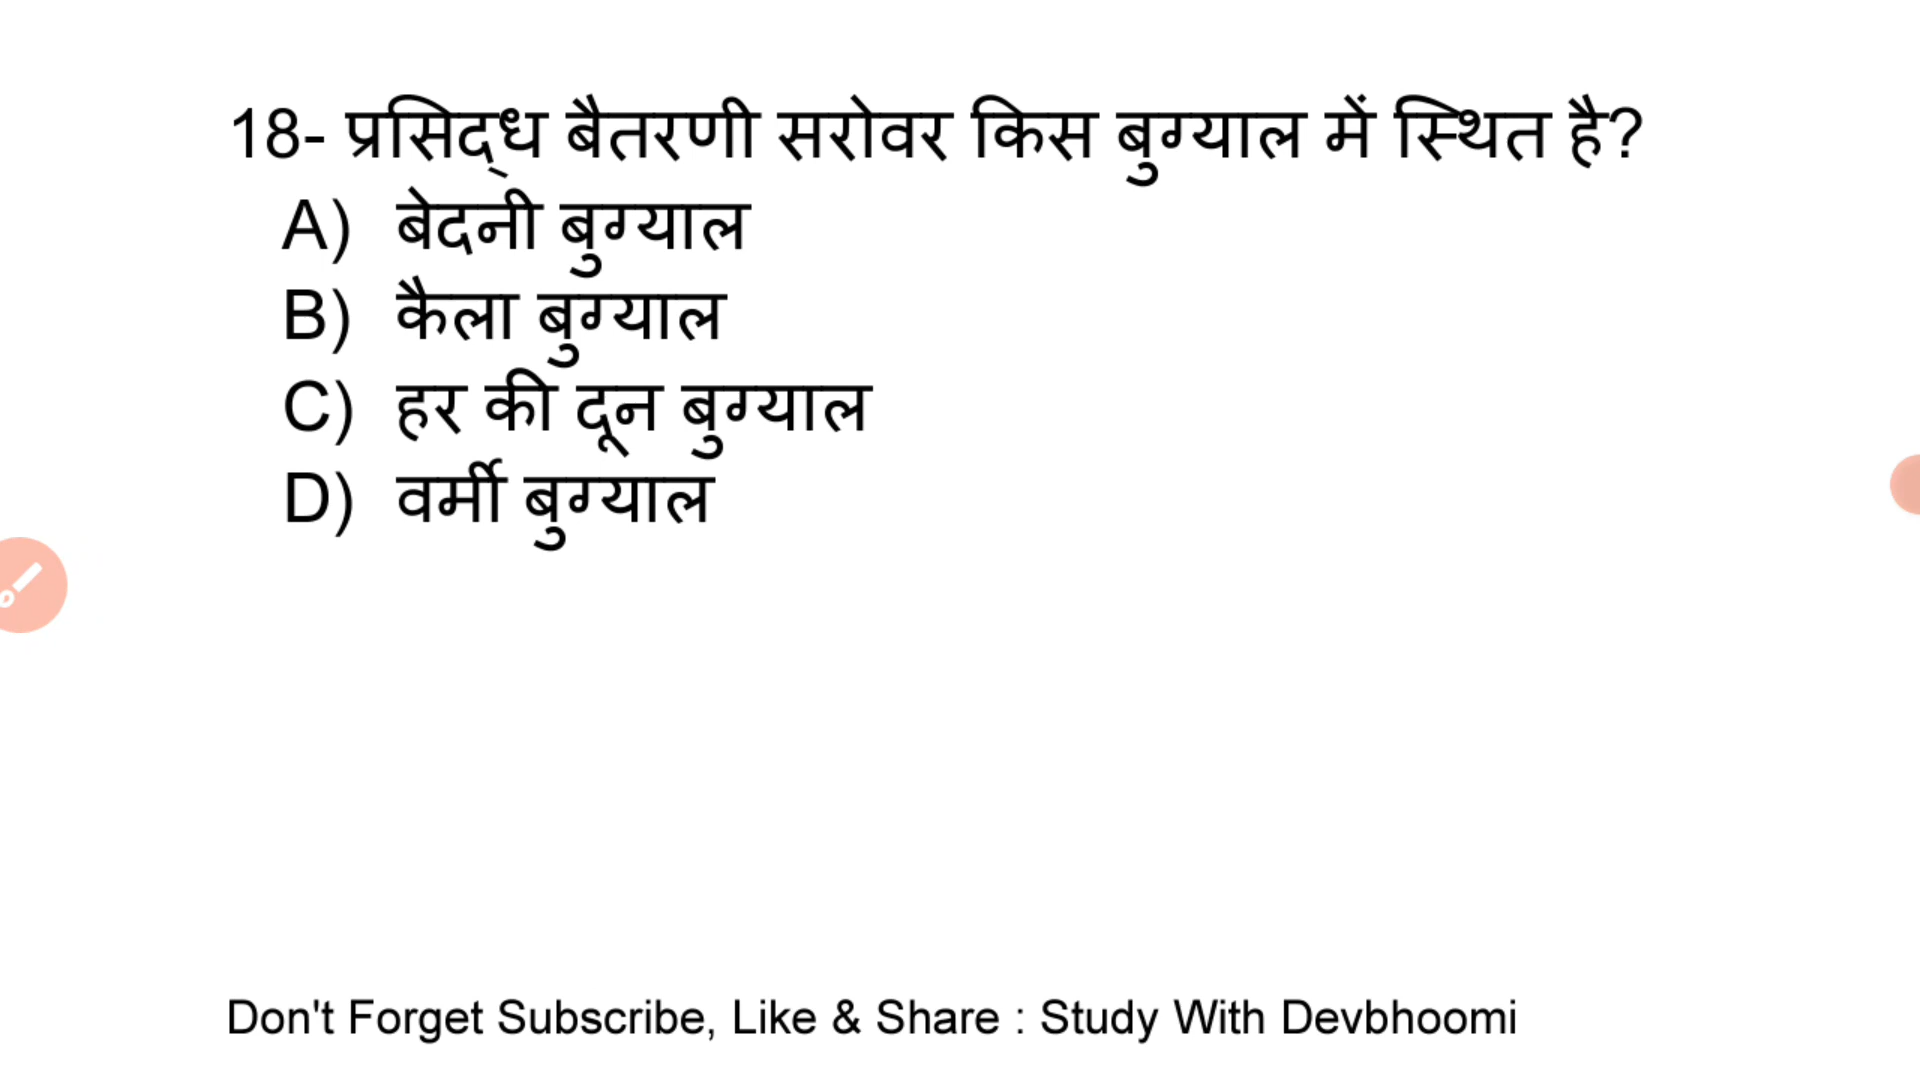 18- प्रसिद्ध बैतरणी सरोवर किस बुग्याल में स्थित है?
A) बेदनी बुग्याल
B) कैला बुग्याल
C) हर की दून बुग्याल
D) वर्मी बुग्याल
Don't Forget Subscribe, Like & Share : Study With Devbhoomi